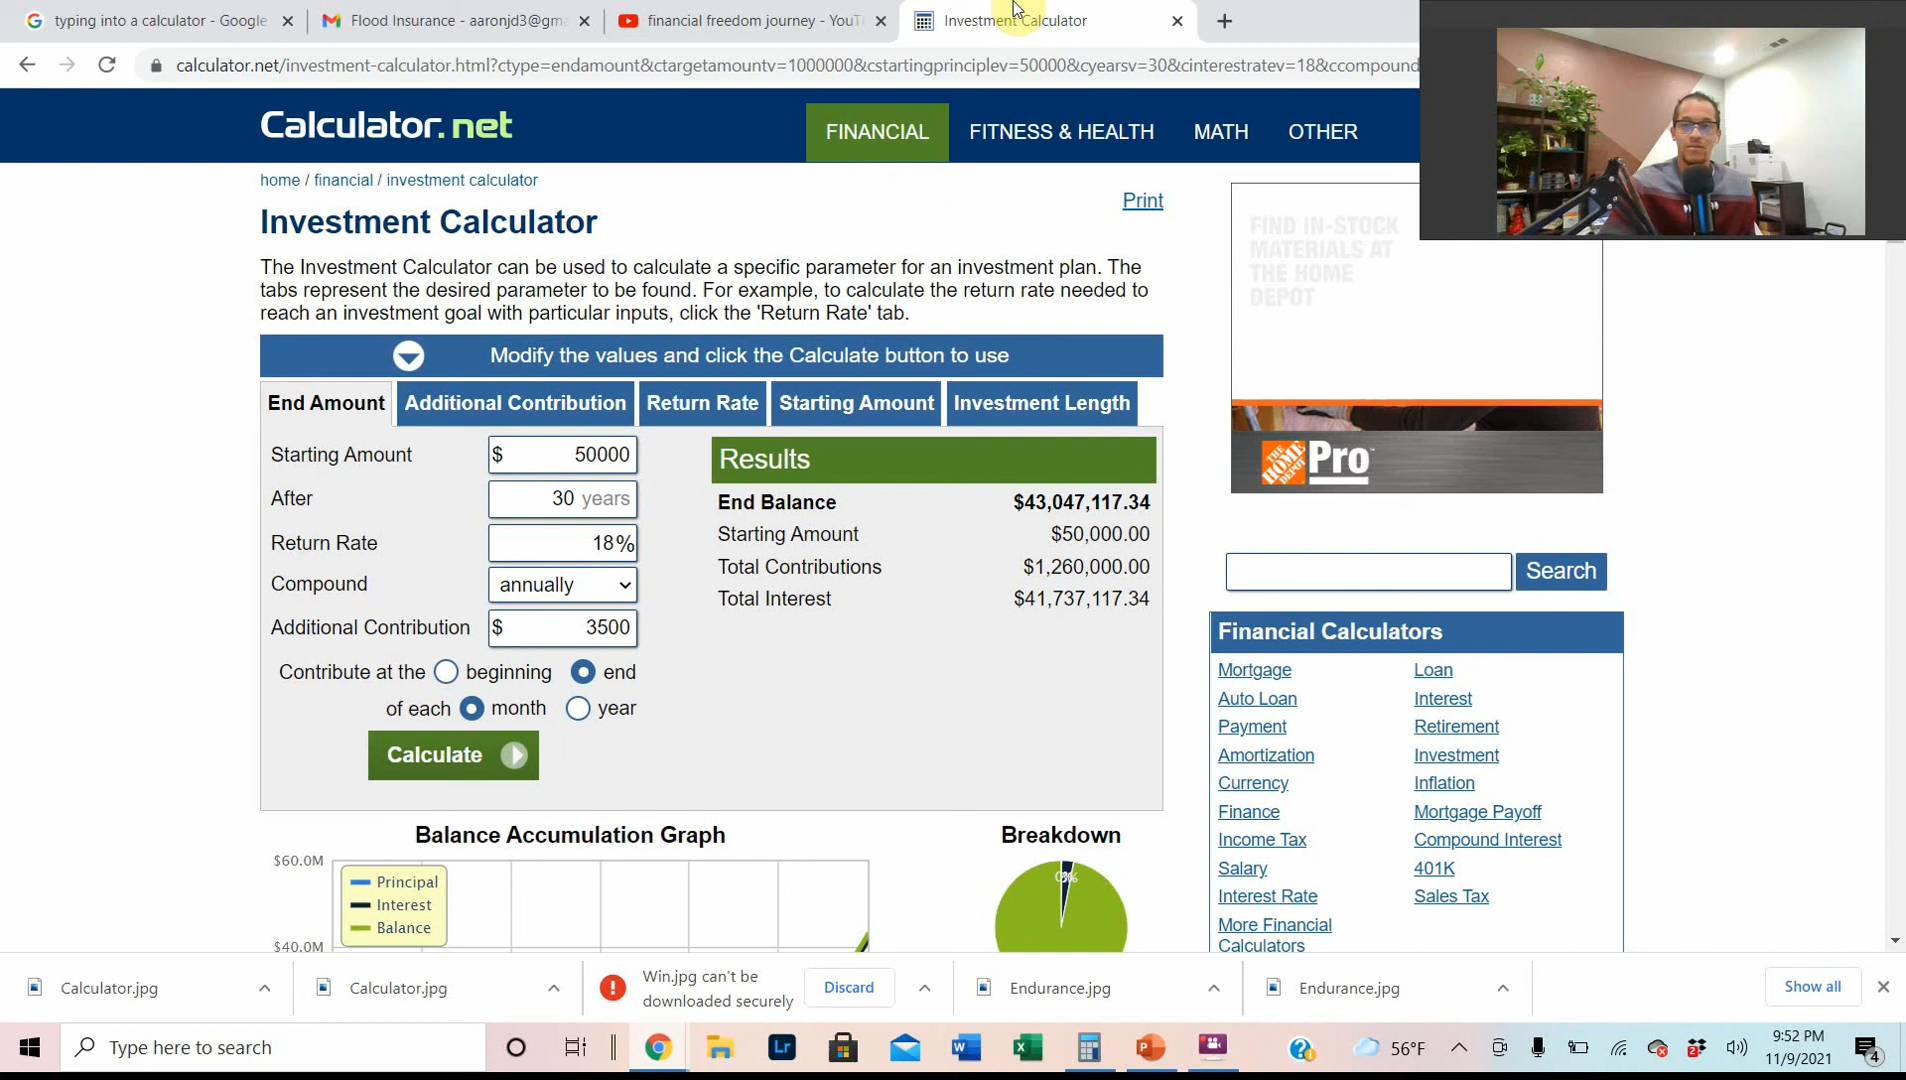 typing into a calculator - Google
Flood Insurance - aaronjd3@gm
financial freedom journey - YouT
Investment Calculator
calculator.net/investment-calculator.html?ctype=endamount&ctargetamountv=1000000&cstartingprinciplev=50000&cyearsv=30&cinterestratev=18&ccompound
Calculator.net
FINANCIAL
FITNESS & HEALTH
MATH
OTHER
home / financial / investment calculator
Print
Investment Calculator
The Investment Calculator can be used to calculate a specific parameter for an investment plan. The
tabs represent the desired parameter to be found. For example, to calculate the return rate needed to
reach an investment goal with particular inputs, click the 'Return Rate' tab.
FIND IN-STOCK
MATERIALS AT
THE HOME
DEPOT
THE HOME DEPOT
Pro
Modify the values and click the Calculate button to use
End Amount
Additional Contribution
Return Rate
Starting Amount
Investment Length
Starting Amount $ 50000
After 30 years
Return Rate 18%
Compound annually
Additional Contribution $ 3500
Contribute at the beginning end
of each month year
Calculate
Results
End Balance $43,047,117.34
Starting Amount $50,000.00
Total Contributions $1,260,000.00
Total Interest $41,737,117.34
Search
Financial Calculators
Mortgage Loan
Auto Loan Interest
Payment Retirement
Amortization Investment
Currency Inflation
Finance Mortgage Payoff
Income Tax Compound Interest
Salary 401K
Interest Rate Sales Tax
More Financial
Calculators
Balance Accumulation Graph
$60.0M
$40.0M
Principal
Interest
Balance
Breakdown
Calculator.jpg
Calculator.jpg
Win.jpg can't be
downloaded securely
Discard
Endurance.jpg
Endurance.jpg
Show all
Type here to search
Lr
56°F
9:52 PM
11/9/2021
4